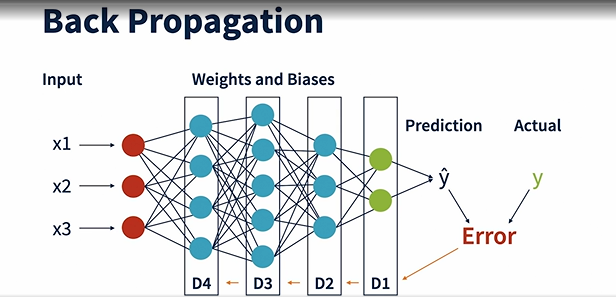 Back Propagation
Input
Weights and Biases
Prediction
Actual
x1
x2
x3
ŷ
y
Error
D4
D3
D2
D1